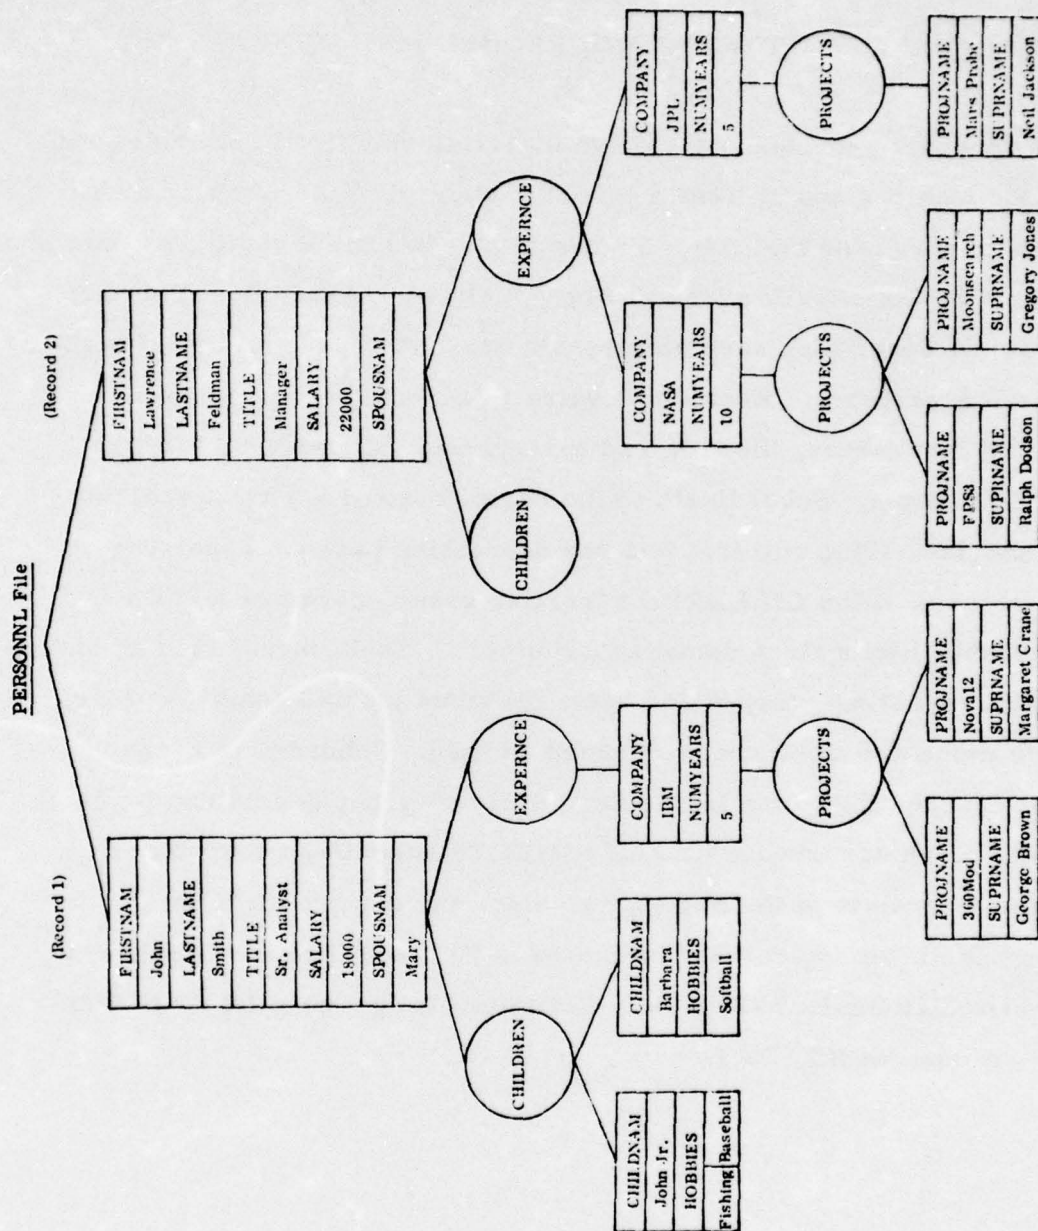 PERSONNL File
(Record 1)
FIRSTNAM
John
LASTNAME
Smith
TITLE
Sr. Analyst
SALARY
18000
SPOUSNAM
Mary
(Record 2)
FIRSTNAM
Lawrence
LASTNAME
Feldman
TITLE
Manager
SALARY
22000
SPOUSNAM
CHILDREN
EXPERNCE
CHILDREN
EXPERNCE
CHILDNAM
John Jr.
HOBBIES
Fishing Baseball
CHILDNAM
Barbara
HOBBIES
Softball
COMPANY
IBM
NUMYEARS
5
COMPANY
NASA
NUMYEARS
10
COMPANY
JPL
NUMYEARS
5
PROJECTS
PROJECTS
PROJECTS
PROJNAME
360Mod
SUPRNAME
George Brown
PROJNAME
Nova12
SUPRNAME
Margaret Crane
PROJNAME
FPS3
SUPRNAME
Ralph Dodson
PROJNAME
Moonsearch
SUPRNAME
Gregory Jones
PROJNAME
Mars Probe
SUPRNAME
Neil Jackson